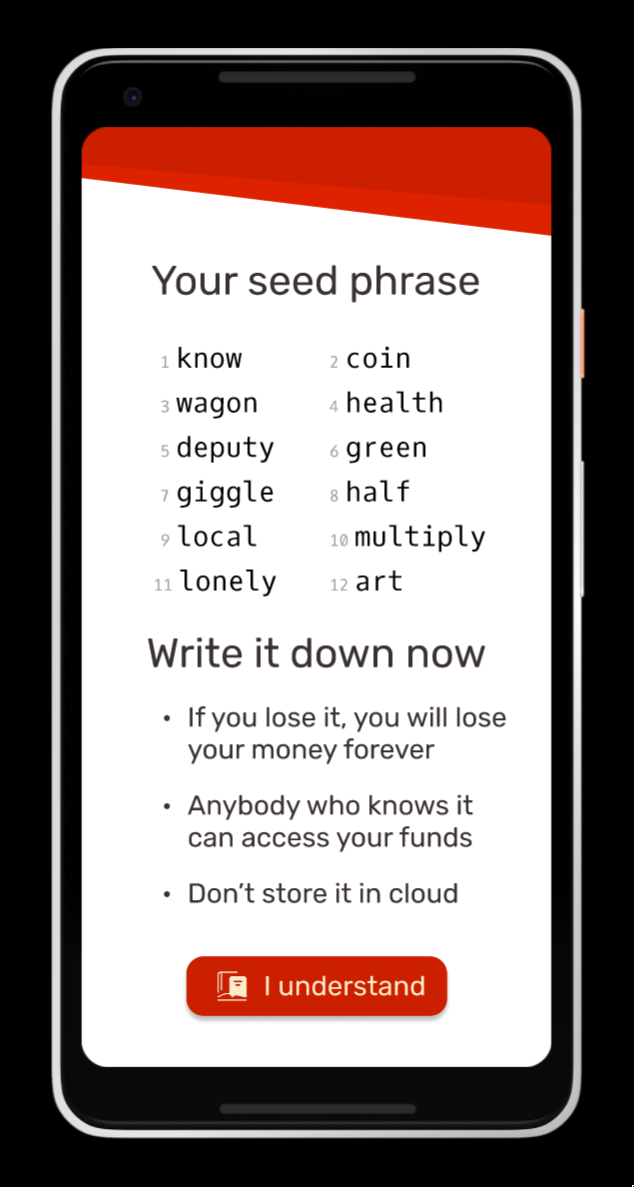 Your seed phrase
1 know 2 coin
3 wagon 4 health
5 deputy 6 green
7 giggle 8 half
9 local 10 multiply
11 lonely 12 art
Write it down now
• If you lose it, you will lose
your money forever
• Anybody who knows it
can access your funds
• Don’t store it in cloud
I understand